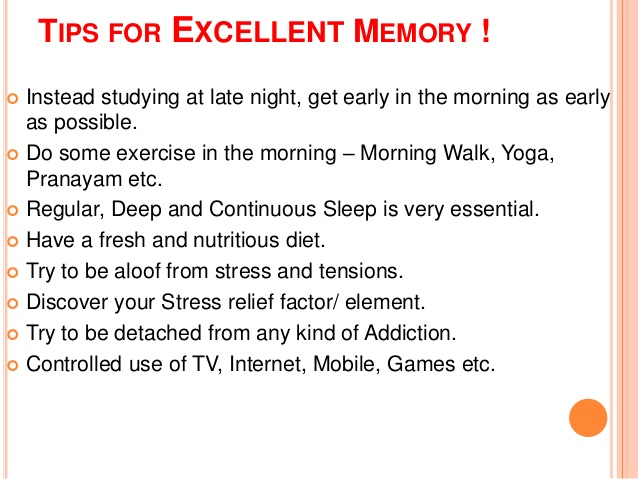 TIPS FOR EXCELLENT MEMORY !
Instead studying at late night, get early in the morning as early
as possible.
Do some exercise in the morning – Morning Walk, Yoga,
Pranayam etc.
Regular, Deep and Continuous Sleep is very essential.
Have a fresh and nutritious diet.
Try to be aloof from stress and tensions.
Discover your Stress relief factor/ element.
Try to be detached from any kind of Addiction.
Controlled use of TV, Internet, Mobile, Games etc.